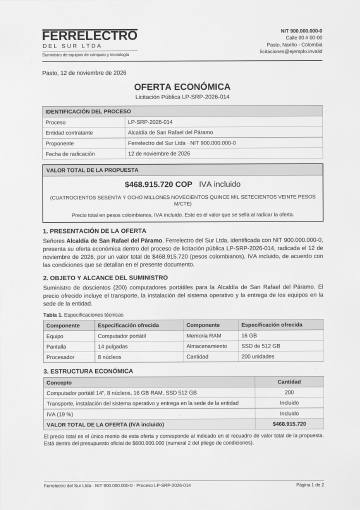 FERRELECTRO
DEL SUR LTDA
Suministro de equipos de cómputo y tecnología
NIT 900.000.000-0
Calle 00 # 00-00
Pasto, Nariño - Colombia
licitaciones@ejemplo.invalid
Pasto, 12 de noviembre de 2026
OFERTA ECONÓMICA
Licitación Pública LP-SRP-2026-014
IDENTIFICACIÓN DEL PROCESO
Proceso LP-SRP-2026-014
Entidad contratante Alcaldía de San Rafael del Páramo
Proponente Ferrelectro del Sur Ltda · NIT 900.000.000-0
Fecha de radicación 12 de noviembre de 2026
VALOR TOTAL DE LA PROPUESTA
$468.915.720 COP IVA incluido
(CUATROCIENTOS SESENTA Y OCHO MILLONES NOVECIENTOS QUINCE MIL SETECIENTOS VEINTE PESOS
M/CTE)
Precio total en pesos colombianos, IVA incluido. Este es el valor que se sella al radicar la oferta.
1. PRESENTACIÓN DE LA OFERTA
Señores Alcaldía de San Rafael del Páramo. Ferrelectro del Sur Ltda, identificada con NIT 900.000.000-0,
presenta su oferta económica dentro del proceso de licitación pública LP-SRP-2026-014, radicada el 12 de
noviembre de 2026, por un valor total de $468.915.720 (pesos colombianos), IVA incluido, de acuerdo con
las condiciones que se detallan en el presente documento.
2. OBJETO Y ALCANCE DEL SUMINISTRO
Suministro de doscientos (200) computadores portátiles para la Alcaldía de San Rafael del Páramo. El
precio ofrecido incluye el transporte, la instalación del sistema operativo y la entrega de los equipos en la
sede de la entidad.
Tabla 1. Especificaciones técnicas
Componente Especificación ofrecida Componente Especificación ofrecida
Equipo Computador portátil Memoria RAM 16 GB
Pantalla 14 pulgadas Almacenamiento SSD de 512 GB
Procesador 8 núcleos Cantidad 200 unidades
3. ESTRUCTURA ECONÓMICA
Concepto Cantidad
Computador portátil 14", 8 núcleos, 16 GB RAM, SSD 512 GB 200
Transporte, instalación del sistema operativo y entrega en la sede de la entidad Incluido
IVA (19 %) Incluido
VALOR TOTAL DE LA OFERTA (IVA incluido) $468.915.720
El precio total es el único monto de esta oferta y corresponde al indicado en el recuadro de valor total de la propuesta.
Está dentro del presupuesto oficial de $600.000.000 (numeral 2 del pliego de condiciones).
Ferrelectro del Sur Ltda · NIT 900.000.000-0 · Proceso LP-SRP-2026-014
Página 1 de 2